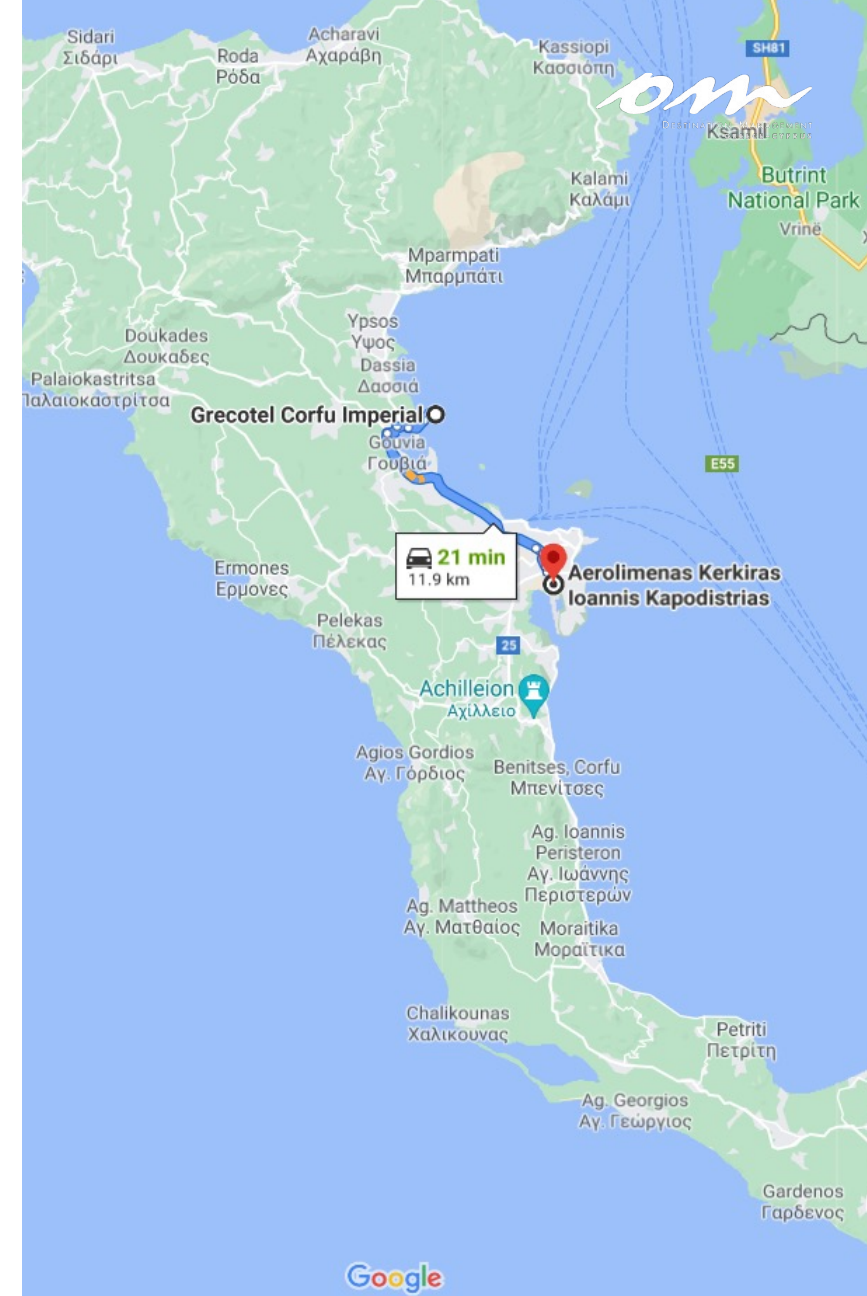 Sidari
Σιδάρι
Roda
Ρόδα
Acharavi
Αχαράβη
Kassiopi
Κασσιόπη
SH81
om
Ksamil
Butrint
National Park
Vrinë
Kalami
Καλάμι
Mparmpati
Μπαρμπάτι
Ypsos
Υψος
Doukades
Δουκαδες
Dassia
Δασσιά
Palaiokastritsa
Παλαιοκαστρίτσα
Grecotel Corfu Imperial
Gouvia
Γουβιά
E55
21 min
11.9 km
Aerolimenas Kerkiras
Ioannis Kapodistrias
Ermones
Ερμονες
Pelekas
Πέλεκας
25
Achilleion
Αχίλλειο
Agios Gordios
Αγ. Γόρδιος
Benitses, Corfu
Μπενίτσες
Ag. Ioannis
Peristeron
Αγ. Ιωάννης
Περιστερών
Ag. Mattheos
Αγ. Ματθαίος
Moraitika
Μοραϊτικα
Chalikounas
Χαλικουνας
Petriti
Πετρίτη
Ag. Georgios
Αγ. Γεώργιος
Gardenos
Γαρδενος
Google